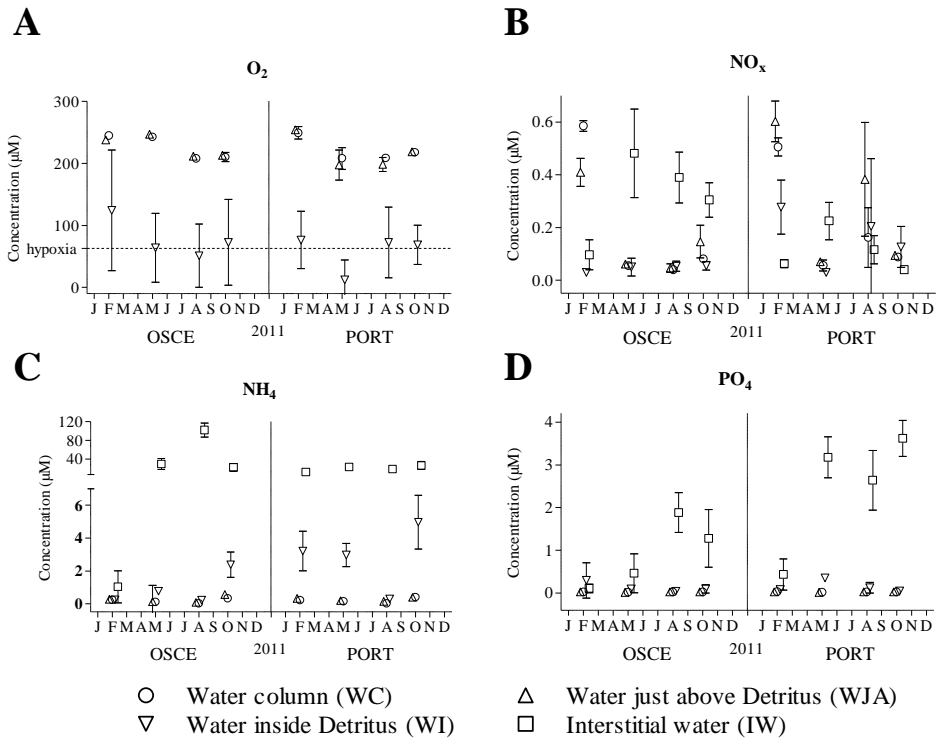 A
O2
Concentration (µM)
300
200
100
hypoxia
0
J F M A M J J A S O N D J F M A M J J A S O N D
OSCE 2011 PORT
B
NOx
Concentration (µM)
0.6
0.4
0.2
0.0
J F M A M J J A S O N D J F M A M J J A S O N D
OSCE 2011 PORT
C
NH4
Concentration (µM)
120
80
40
6
4
2
0
J F M A M J J A S O N D J F M A M J J A S O N D
OSCE 2011 PORT
D
PO4
Concentration (µM)
4
3
2
1
0
J F M A M J J A S O N D J F M A M J J A S O N D
OSCE 2011 PORT
Water column (WC)
Water just above Detritus (WJA)
Water inside Detritus (WI)
Interstitial water (IW)